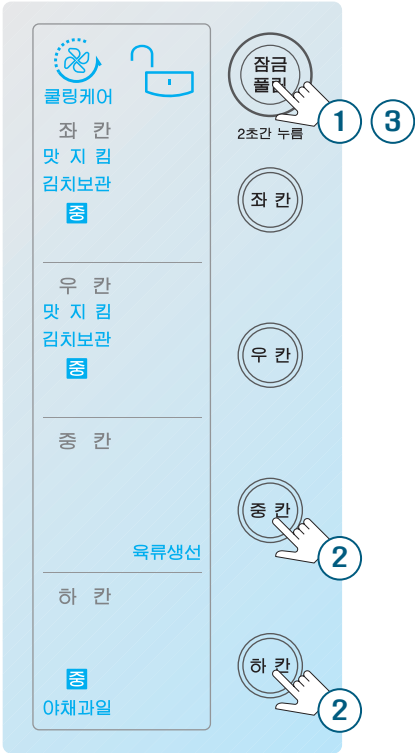 쿨링케어
좌 칸
맛 지 킴
김치보관
중
우 칸
맛 지 킴
김치보관
중
중 칸
육류생선
하 칸
중
야채과일
잠금
풀림
1 3
2초간 누름
좌 칸
우 칸
중 칸
2
하 칸
2